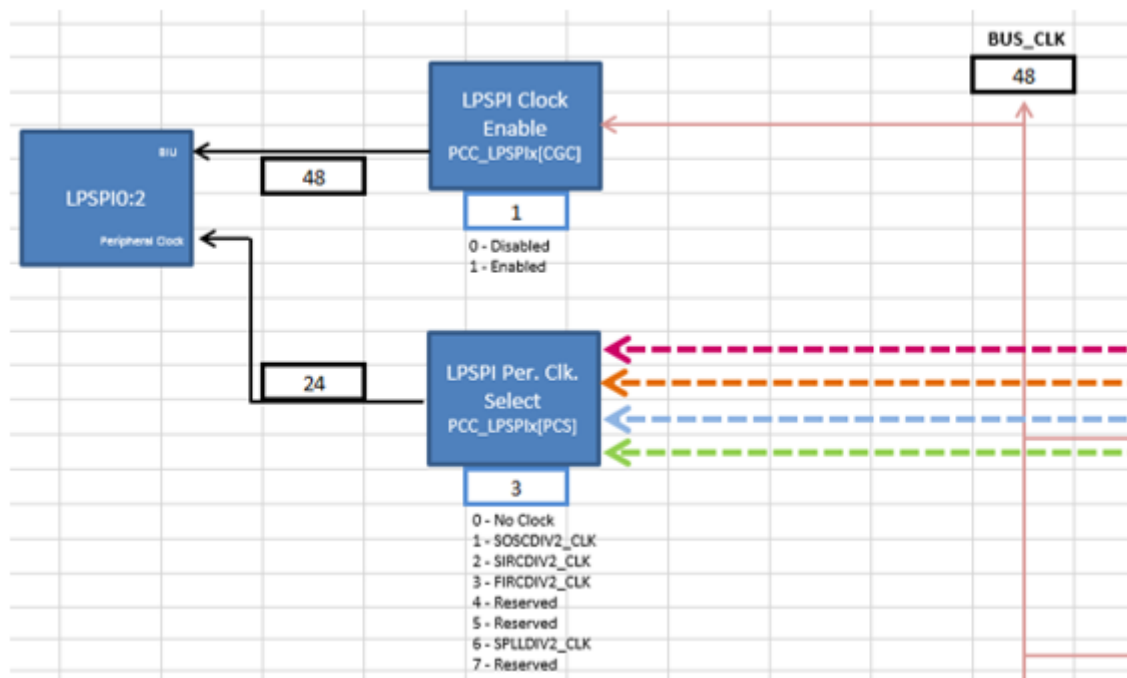 BUS_CLK
48
LPSPI Clock
Enable
PCC_LPSPIx[CGC]
1
0 - Disabled
1 - Enabled
BIU
LPSPI0:2
Peripheral Clock
48
24
LPSPI Per. Clk.
Select
PCC_LPSPIx[PCS]
3
0 - No Clock
1 - SOSCDIV2_CLK
2 - SIRCDIV2_CLK
3 - FIRCDIV2_CLK
4 - Reserved
5 - Reserved
6 - SPLLDIV2_CLK
7 - Reserved